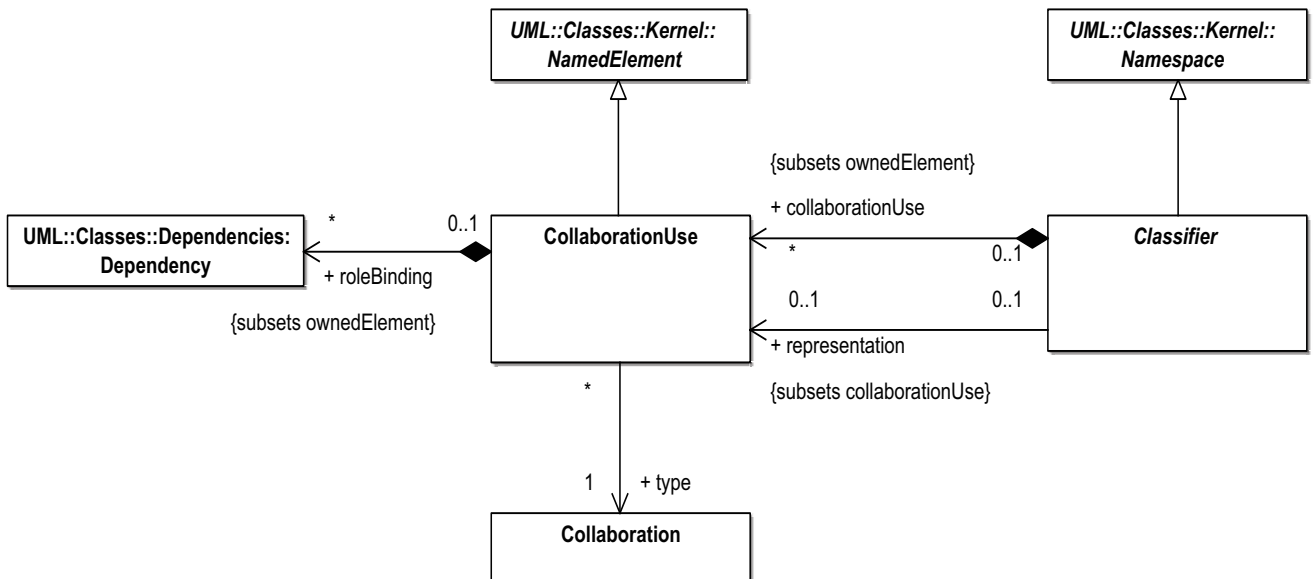 UML::Classes::Kernel::
NamedElement
UML::Classes::Kernel::
Namespace
{subsets ownedElement}
+ collaborationUse
*
0..1
UML::Classes::Dependencies:
Dependency
*
0..1
+ roleBinding
{subsets ownedElement}
CollaborationUse
Classifier
0..1
0..1
+ representation
{subsets collaborationUse}
*
1
+ type
Collaboration